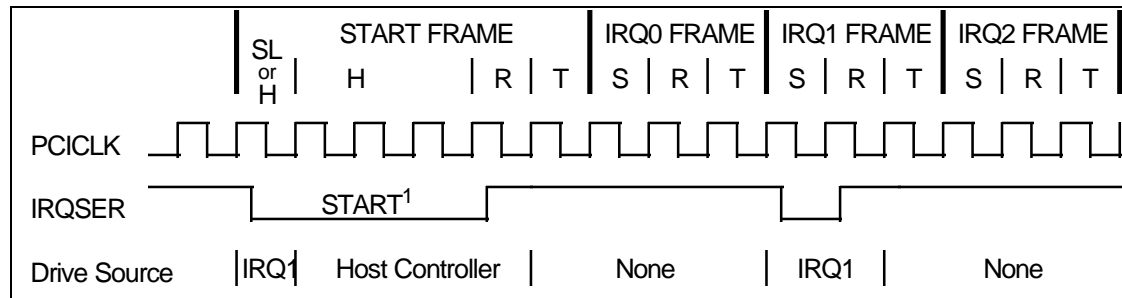 START FRAME IRQ0 FRAME IRQ1 FRAME IRQ2 FRAME
SL
or
H
H R T S R T S R T S R T
PCICLK
IRQSER START1
Drive Source IRQ1 Host Controller None IRQ1 None